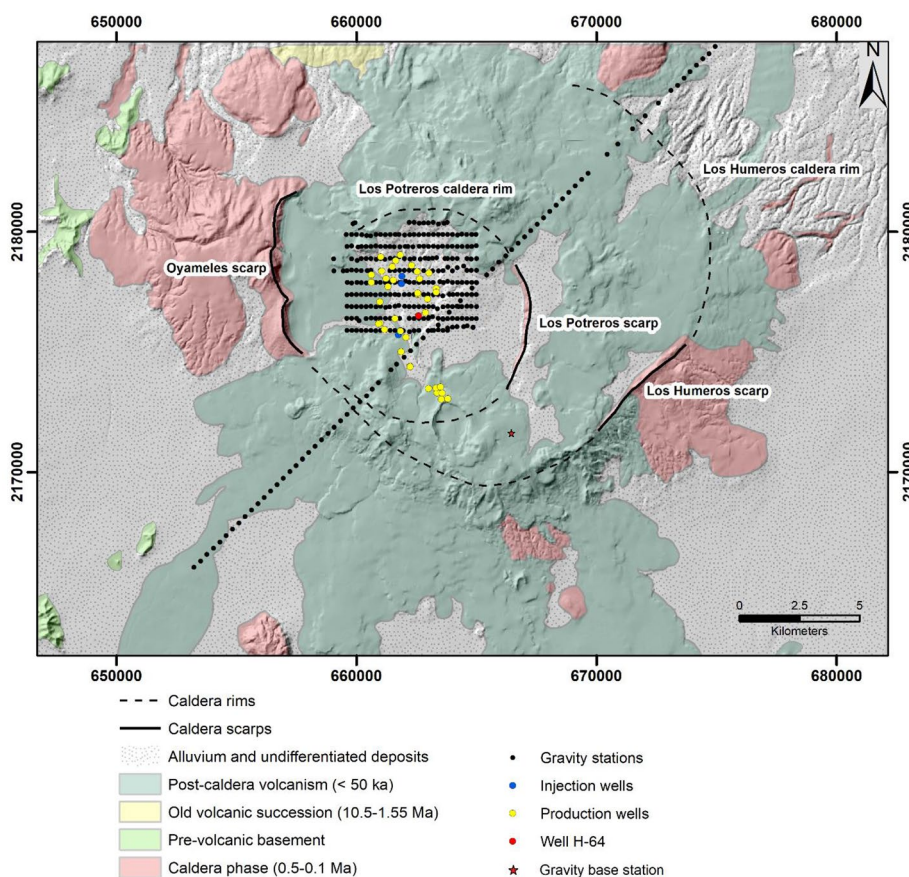 650000 660000 670000 680000
N
Los Humeros caldera rim
Los Potreros caldera rim
2180000 2180000
Oyameles scarp
Los Potreros scarp
Los Humeros scarp
2170000 2170000
0 2.5 5
Kilometers
650000 660000 670000 680000
Caldera rims
Caldera scarps
Alluvium and undifferentiated deposits
Post-caldera volcanism (< 50 ka)
Old volcanic succession (10.5-1.55 Ma)
Pre-volcanic basement
Caldera phase (0.5-0.1 Ma)
Gravity stations
Injection wells
Production wells
Well H-64
Gravity base station